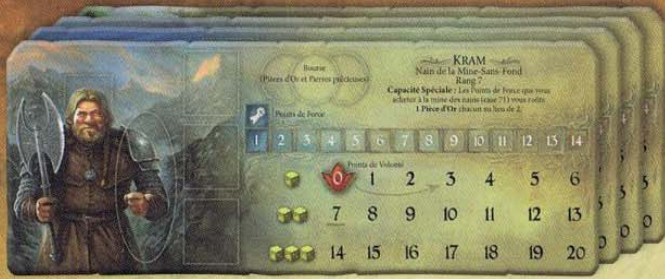 Bourse
(Pièces d'Or et Pierres précieuses)
KRAM
Nain de la Mine-Sans-Fond
Rang 7
Capacité Spéciale : Les Points de Force que vous
achetez à la mine des nains (case 71) vous coûte
1 Pièce d'Or chacun au lieu de 2.
Points de Force
1 2 3 4 5 6 7 8 9 10 11 12 13 14
Points de Volonté
0 1 2 3 4 5 6
7 8 9 10 11 12 13
14 15 16 17 18 19 20